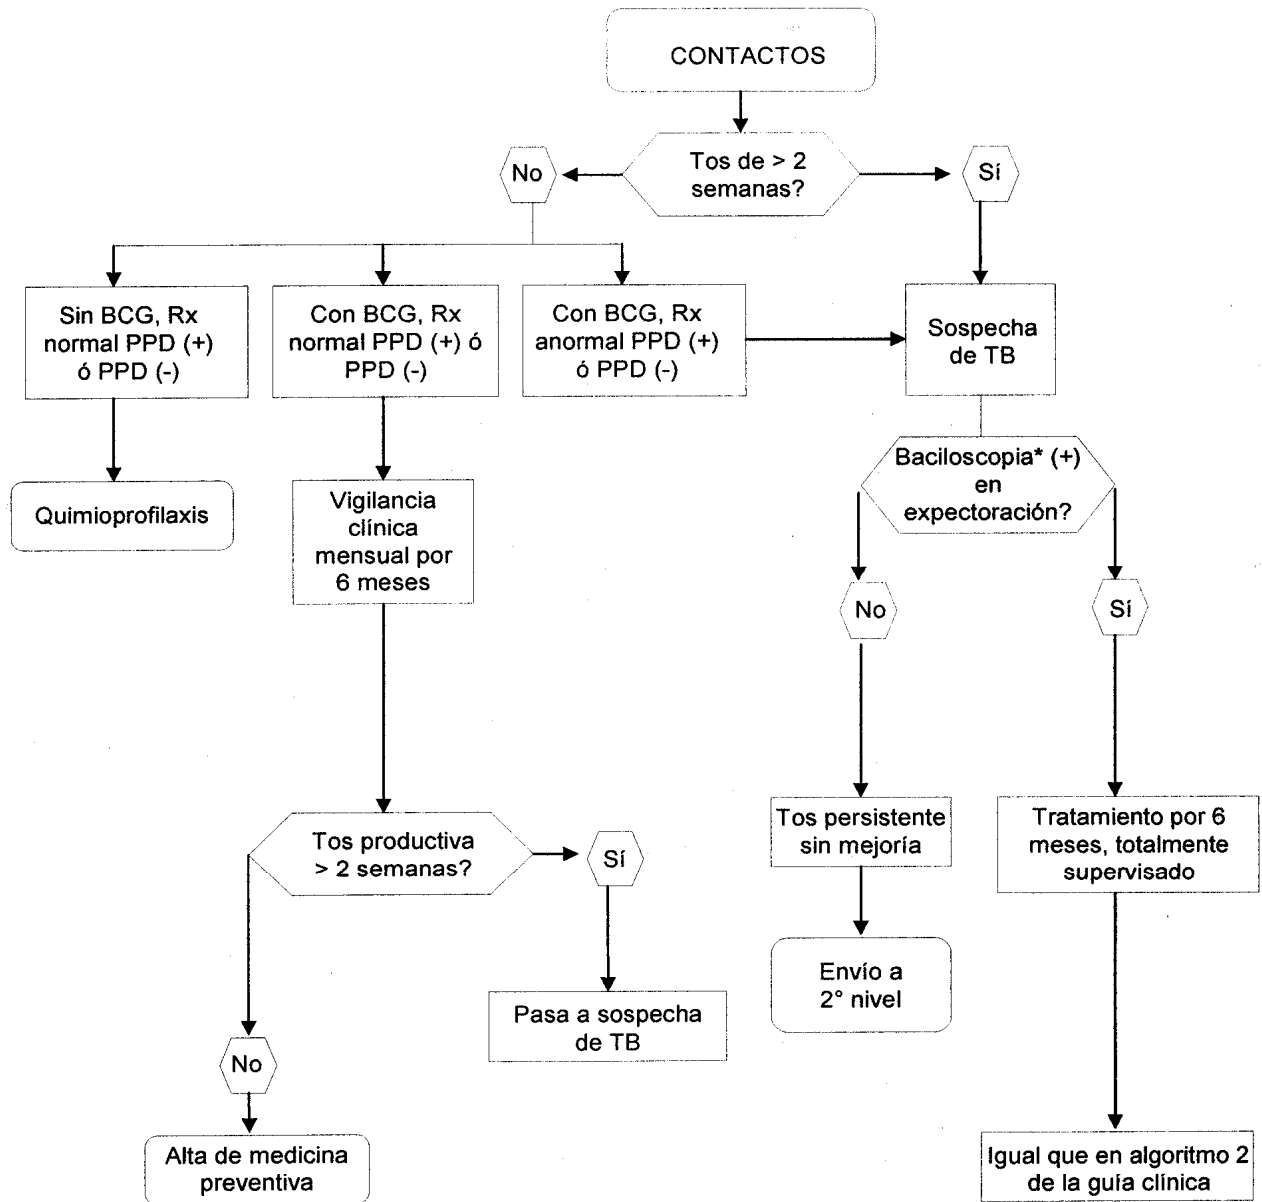 CONTACTOS
Tos de > 2
semanas?
No
Sí
Sin BCG, Rx
normal PPD (+)
ó PPD (-)
Con BCG, Rx
normal PPD (+) ó
PPD (-)
Con BCG, Rx
anormal PPD (+)
ó PPD (-)
Sospecha
de TB
Quimioprofilaxis
Vigilancia
clínica
mensual por
6 meses
Baciloscopia* (+)
en
expectoración?
No
Sí
Tos productiva
> 2 semanas?
Sí
Tos persistente
sin mejoría
Tratamiento por 6
meses, totalmente
supervisado
Pasa a sospecha
de TB
Envío a
2° nivel
No
Alta de medicina
preventiva
Igual que en algoritmo 2
de la guía clínica